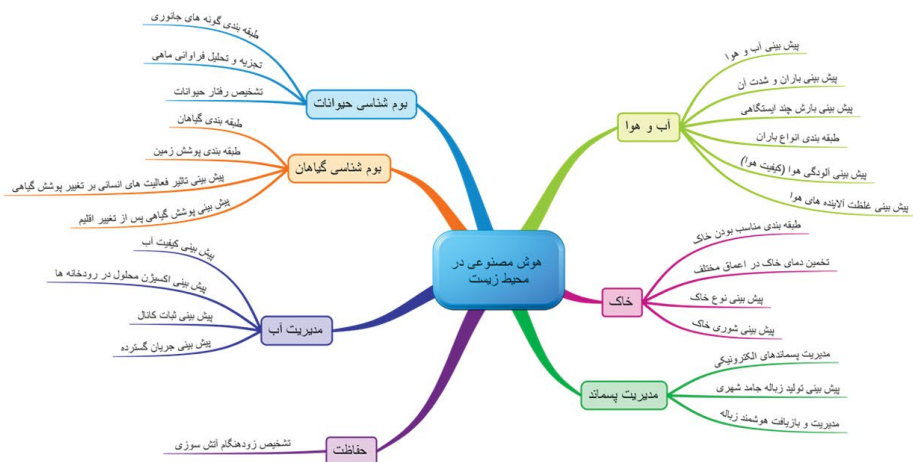 هوش مصنوعی در
محیط زیست
آب و هوا
پیش بینی آب و هوا
پیش بینی باران و شدت آن
پیش بینی بارش چند ایستگاهی
طبقه بندی انواع باران
پیش بینی آلودگی هوا (کیفیت هوا)
پیش بینی غلظت آلاینده های هوا
خاک
طبقه بندی مناسب بودن خاک
تخمین دمای خاک در اعماق مختلف
پیش بینی نوع خاک
پیش بینی شوری خاک
مدیریت پسماند
مدیریت پسماندهای الکترونیکی
پیش بینی تولید زباله جامد شهری
مدیریت و بازیافت هوشمند زباله
بوم شناسی حیوانات
طبقه بندی گونه های جانوری
تجزیه و تحلیل فراوانی ماهی
تشخیص رفتار حیوانات
بوم شناسی گیاهان
طبقه بندی گیاهان
طبقه بندی پوشش زمین
پیش بینی تاثیر فعالیت های انسانی بر تغییر پوشش گیاهی
پیش بینی پوشش گیاهی پس از تغییر اقلیم
مدیریت آب
پیش بینی کیفیت آب
پیش بینی اکسیژن محلول در رودخانه ها
پیش بینی ثبات کانال
پیش بینی جریان گسترده
حفاظت
تشخیص زودهنگام آتش سوزی